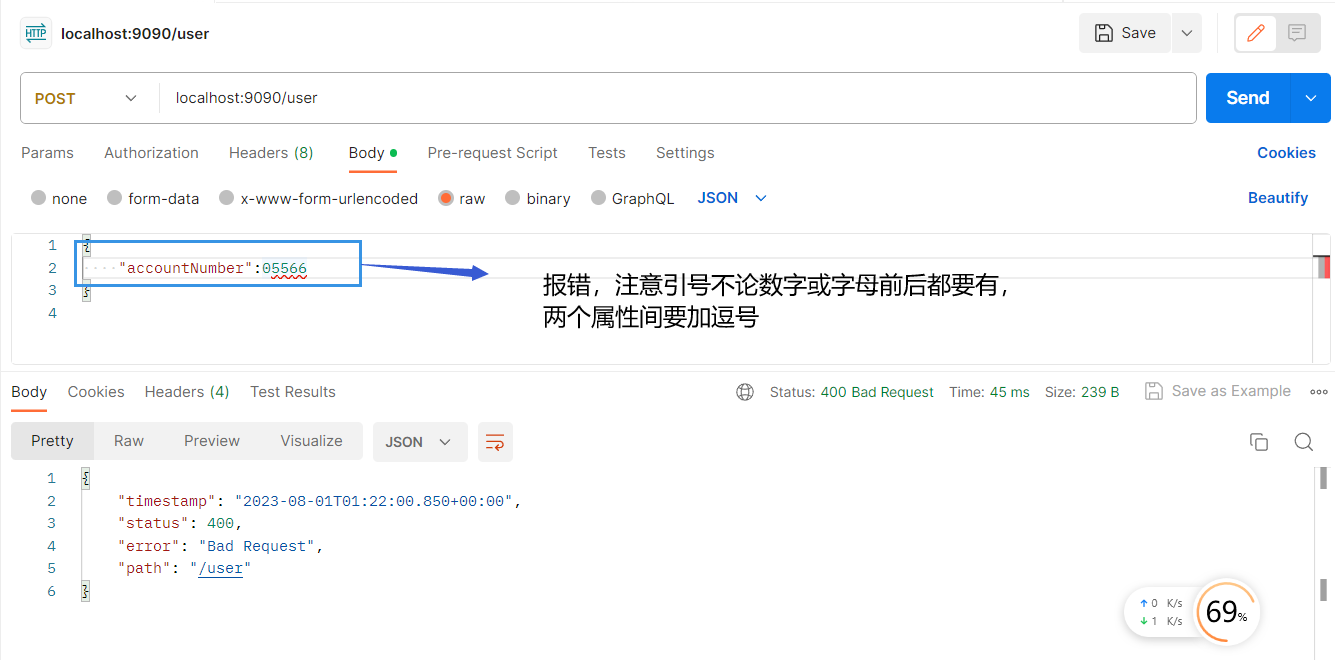 HTTP localhost:9090/user Save
POST localhost:9090/user Send
Params Authorization Headers (8) Body Pre-request Script Tests Settings Cookies
none form-data x-www-form-urlencoded raw binary GraphQL JSON Beautify
1 {
2 "accountNumber":05566
3 }
4
报错，注意引号不论数字或字母前后都要有，
两个属性间要加逗号
Body Cookies Headers (4) Test Results Status: 400 Bad Request Time: 45 ms Size: 239 B Save as Example
Pretty Raw Preview Visualize JSON
1 {
2 "timestamp": "2023-08-01T01:22:00.850+00:00",
3 "status": 400,
4 "error": "Bad Request",
5 "path": "/user"
6 }
↑ 0 K/s
↓ 1 K/s
69%